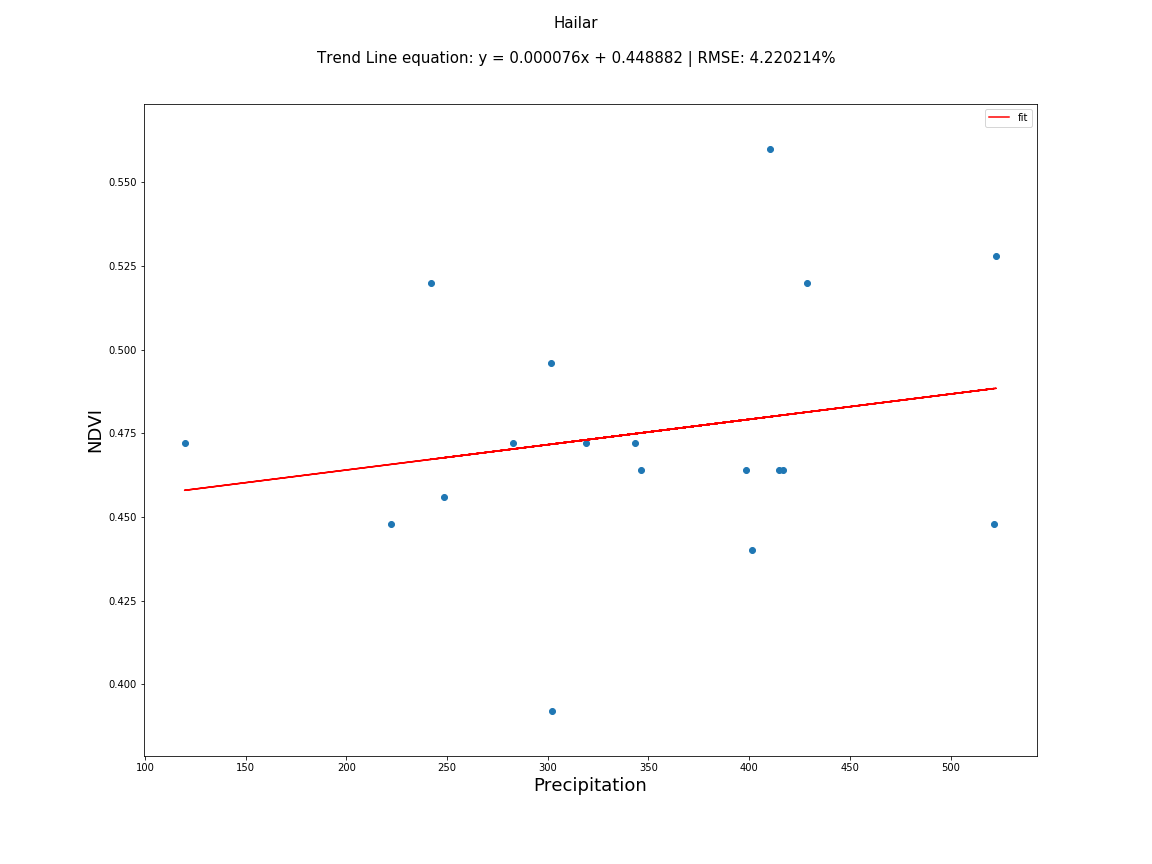 Hailar
Trend Line equation: y = 0.000076x + 0.448882 | RMSE: 4.220214%
fit
0.550
0.525
0.500
0.475
0.450
0.425
0.400
NDVI
100 150 200 250 300 350 400 450 500
Precipitation